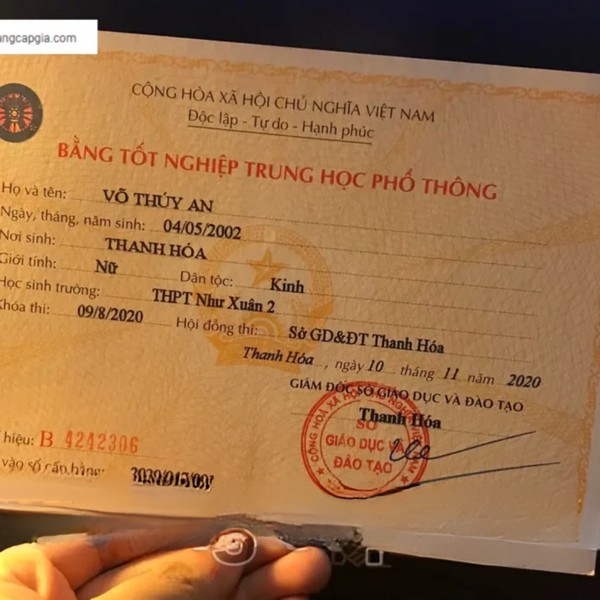 angcapgia.com
CỘNG HÒA XÃ HỘI CHỦ NGHĨA VIỆT NAM
Độc lập - Tự do - Hạnh phúc
BẰNG TỐT NGHIỆP TRUNG HỌC PHỔ THÔNG
Họ và tên: VÕ THÚY AN
Ngày, tháng, năm sinh: 04/05/2002
Nơi sinh: THANH HÓA
Giới tính: Nữ Dân tộc: Kinh
Học sinh trường: THPT Như Xuân 2
Khóa thi: 09/8/2020 Hội đồng thi: Sở GD&ĐT Thanh Hóa
Thanh Hóa, ngày 10 tháng 11 năm 2020
GIÁM ĐỐC SỞ GIÁO DỤC VÀ ĐÀO TẠO
Thanh Hóa
SỞ
GIÁO DỤC VÀ
ĐÀO TẠO
hiệu: B 4242306
vào sổ cấp bằng: